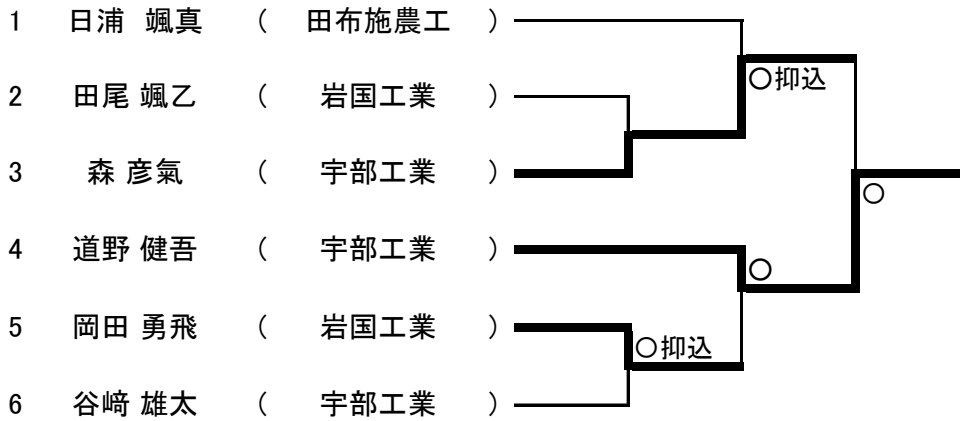 1 日浦 颯真 ( 田布施農工 )
〇抑込
2 田尾 颯乙 ( 岩国工業 )
3 森 彦氣 ( 宇部工業 )
〇
4 道野 健吾 ( 宇部工業 )
〇
5 岡田 勇飛 ( 岩国工業 )
〇抑込
6 谷﨑 雄太 ( 宇部工業 )